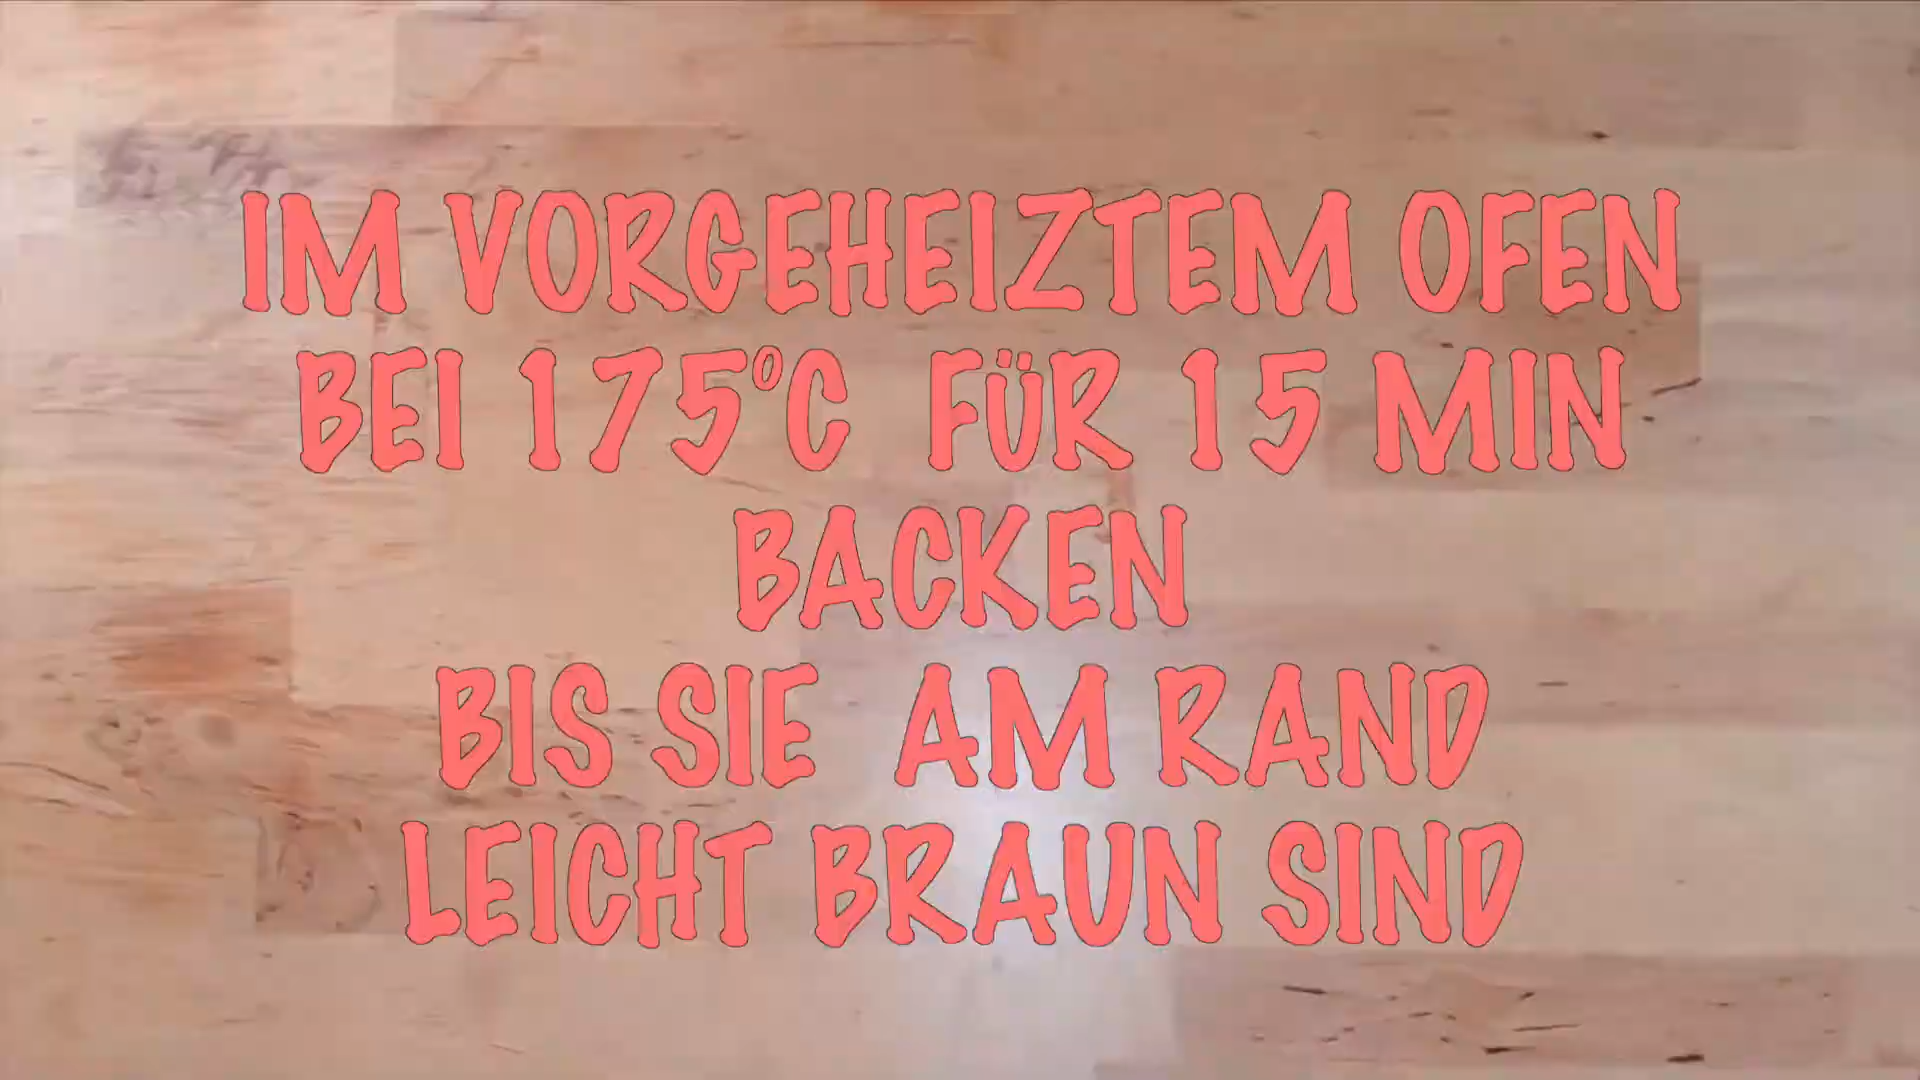 IM VORGEHEIZTEM OFEN
BEI 175°C FÜR 15 MIN
BACKEN
BIS SIE AM RAND
LEICHT BRAUN SIND